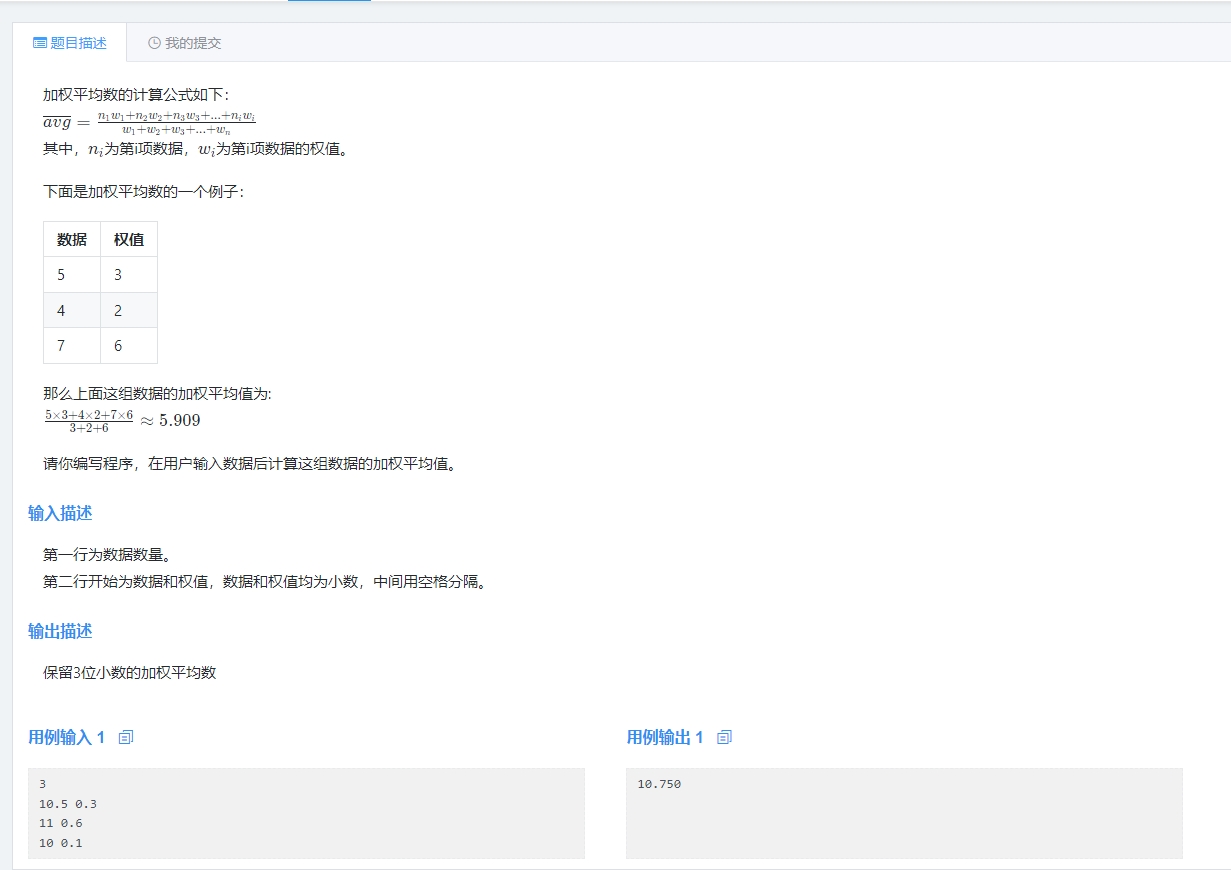 题目描述 我的提交
加权平均数的计算公式如下：
$\overline{avg} = \frac{n_1w_1+n_2w_2+n_3w_3+...+n_iw_i}{w_1+w_2+w_3+...+w_n}$
其中，$n_i$为第i项数据，$w_i$为第i项数据的权值。
下面是加权平均数的一个例子：
数据 权值
5 3
4 2
7 6
那么上面这组数据的加权平均值为:
$\frac{5×3+4×2+7×6}{3+2+6} ≈ 5.909$
请你编写程序，在用户输入数据后计算这组数据的加权平均值。
输入描述
第一行为数据数量。
第二行开始为数据和权值，数据和权值均为小数，中间用空格分隔。
输出描述
保留3位小数的加权平均数
用例输入 1
3
10.5 0.3
11 0.6
10 0.1
用例输出 1
10.750